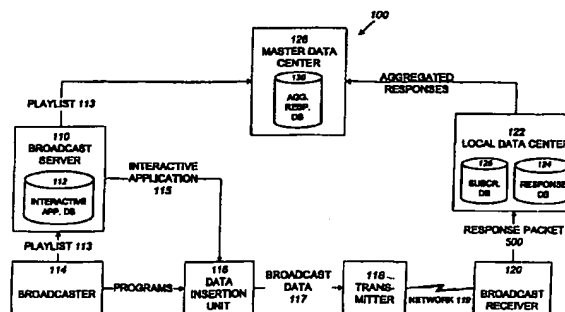 100
126
MASTER DATA
CENTER
130
AGG.
RESP.
DB
AGGREGATED
RESPONSES
PLAYLIST 113
110
BROADCAST
SERVER
112
INTERACTIVE
APP. DB
INTERACTIVE
APPLICATION
115
122
LOCAL DATA CENTER
125
SUBCR.
DB
124
RESPONSE
DB
PLAYLIST 113
RESPONSE PACKET
500
114
BROADCASTER
PROGRAMS
116
DATA
INSERTION
UNIT
BROADCAST
DATA
117
118
TRANS-
MITTER
NETWORK 119
120
BROADCAST
RECEIVER